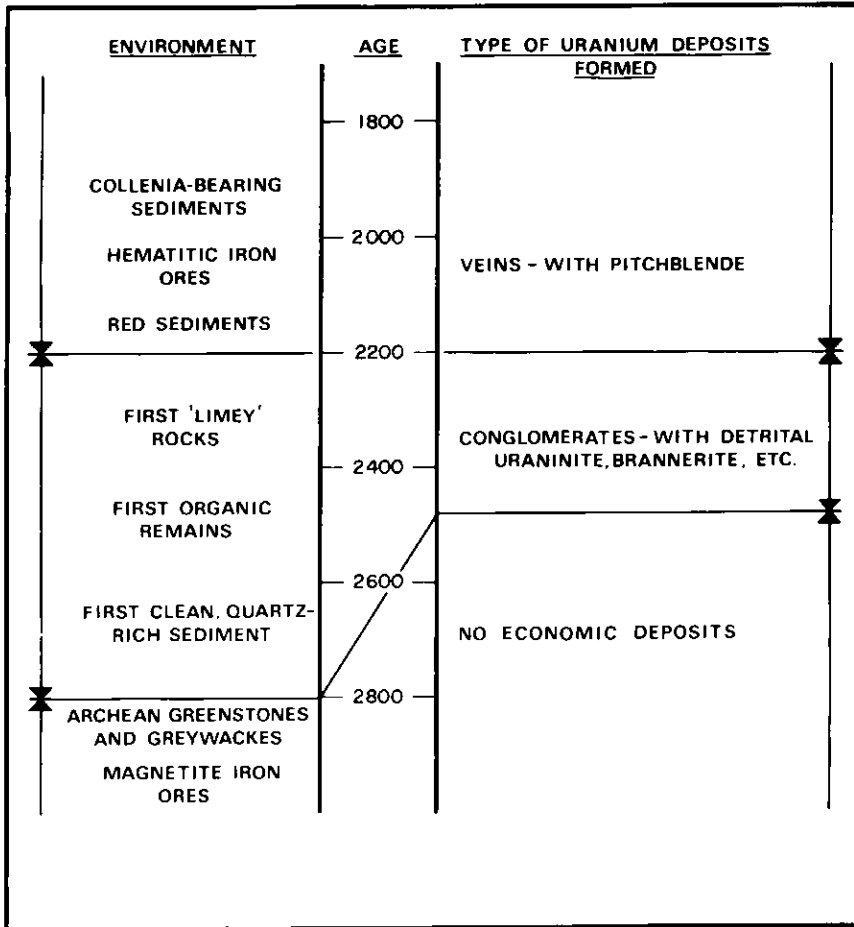 ENVIRONMENT
AGE
TYPE OF URANIUM DEPOSITS
FORMED
1800
COLLENIA-BEARING
SEDIMENTS
2000
HEMATITIC IRON
ORES
VEINS - WITH PITCHBLENDE
RED SEDIMENTS
2200
FIRST 'LIMEY'
ROCKS
CONGLOMERATES - WITH DETRITAL
URANINITE, BRANNERITE, ETC.
2400
FIRST ORGANIC
REMAINS
2600
FIRST CLEAN, QUARTZ-
RICH SEDIMENT
NO ECONOMIC DEPOSITS
2800
ARCHEAN GREENSTONES
AND GREYWACKES
MAGNETITE IRON
ORES